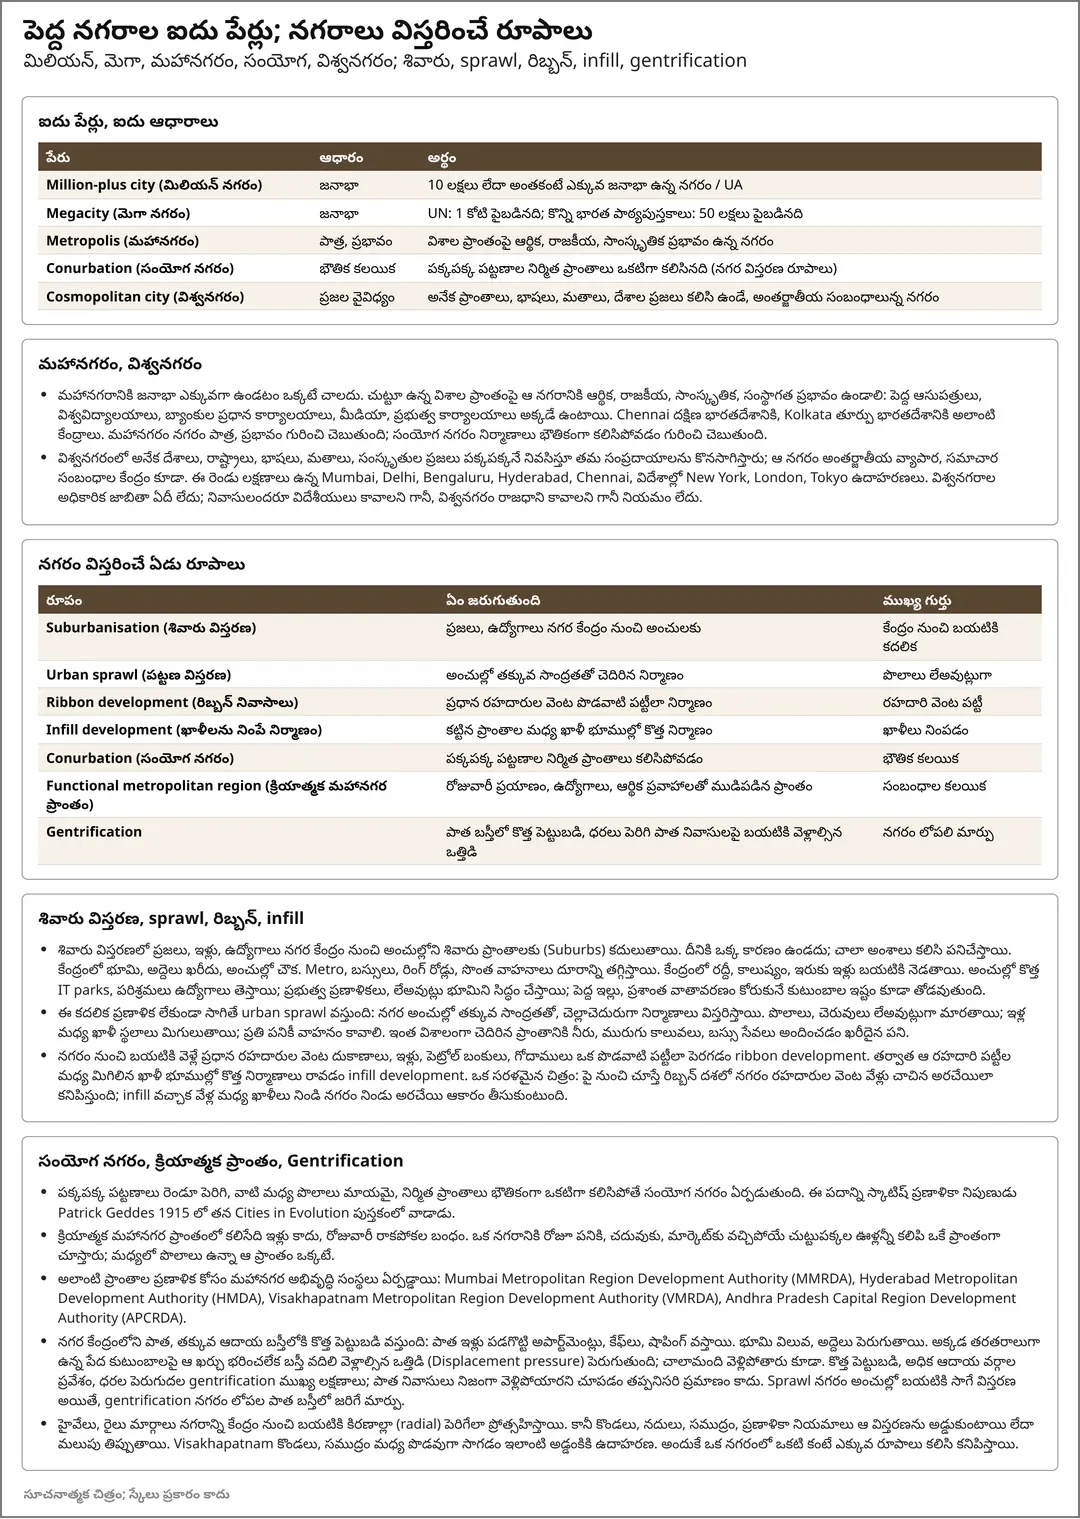 పెద్ద నగరాల ఐదు పేర్లు; నగరాలు విస్తరించే రూపాలు
మిలియన్, మెగా, మహానగరం, సంయోగ, విశ్వనగరం; శివారు, sprawl, రిబ్బన్, infill, gentrification
ఐదు పేర్లు, ఐదు ఆధారాలు
పేరు ఆధారం అర్థం
Million-plus city (మిలియన్ నగరం) జనాభా 10 లక్షలు లేదా అంతకంటే ఎక్కువ జనాభా ఉన్న నగరం / UA
Megacity (మెగా నగరం) జనాభా UN: 1 కోటి పైబడినది; కొన్ని భారత పాఠ్యపుస్తకాలు: 50 లక్షలు పైబడినది
Metropolis (మహానగరం) పాత్ర, ప్రభావం విశాల ప్రాంతంపై ఆర్థిక, రాజకీయ, సాంస్కృతిక ప్రభావం ఉన్న నగరం
Conurbation (సంయోగ నగరం) భౌతిక కలయిక పక్కపక్క పట్టణాల నిర్మిత ప్రాంతాలు ఒకటిగా కలిసినది (నగర విస్తరణ రూపాలు)
Cosmopolitan city (విశ్వనగరం) ప్రజల వైవిధ్యం అనేక ప్రాంతాలు, భాషలు, మతాలు, దేశాల ప్రజలు కలిసి ఉండే, అంతర్జాతీయ సంబంధాలున్న నగరం
మహానగరం, విశ్వనగరం
• మహానగరానికి జనాభా ఎక్కువగా ఉండటం ఒక్కటే చాలదు. చుట్టూ ఉన్న విశాల ప్రాంతంపై ఆ నగరానికి ఆర్థిక, రాజకీయ, సాంస్కృతిక, సంస్థాగత ప్రభావం ఉండాలి: పెద్ద ఆసుపత్రులు,
విశ్వవిద్యాలయాలు, బ్యాంకుల ప్రధాన కార్యాలయాలు, మీడియా, ప్రభుత్వ కార్యాలయాలు అక్కడే ఉంటాయి. Chennai దక్షిణ భారతదేశానికి, Kolkata తూర్పు భారతదేశానికి అలాంటి
కేంద్రాలు. మహానగరం నగరం పాత్ర, ప్రభావం గురించి చెబుతుంది; సంయోగ నగరం నిర్మాణాలు భౌతికంగా కలిసిపోవడం గురించి చెబుతుంది.
• విశ్వనగరంలో అనేక దేశాలు, రాష్ట్రాలు, భాషలు, మతాలు, సంస్కృతుల ప్రజలు పక్కపక్కనే నివసిస్తూ తమ సంప్రదాయాలను కొనసాగిస్తారు; ఆ నగరం అంతర్జాతీయ వ్యాపార, సమాచార
సంబంధాల కేంద్రం కూడా. ఈ రెండు లక్షణాలు ఉన్న Mumbai, Delhi, Bengaluru, Hyderabad, Chennai, విదేశాల్లో New York, London, Tokyo ఉదాహరణలు. విశ్వనగరాల
అధికారిక జాబితా ఏదీ లేదు; నివాసులందరూ విదేశీయులు కావాలని గానీ, విశ్వనగరం రాజధాని కావాలని గానీ నియమం లేదు.
నగరం విస్తరించే ఏడు రూపాలు
రూపం ఏం జరుగుతుంది ముఖ్య గుర్తు
Suburbanisation (శివారు విస్తరణ) ప్రజలు, ఉద్యోగాలు నగర కేంద్రం నుంచి అంచులకు కేంద్రం నుంచి బయటికి
కదలిక
Urban sprawl (పట్టణ విస్తరణ) అంచుల్లో తక్కువ సాంద్రతతో చెదిరిన నిర్మాణం పొలాలు లేఅవుట్లుగా
Ribbon development (రిబ్బన్ నివాసాలు) ప్రధాన రహదారుల వెంట పొడవాటి పట్టీలా నిర్మాణం రహదారి వెంట పట్టీ
Infill development (ఖాళీలను నింపే నిర్మాణం) కట్టిన ప్రాంతాల మధ్య ఖాళీ భూముల్లో కొత్త నిర్మాణం ఖాళీలు నింపడం
Conurbation (సంయోగ నగరం) పక్కపక్క పట్టణాల నిర్మిత ప్రాంతాలు కలిసిపోవడం భౌతిక కలయిక
Functional metropolitan region (క్రియాత్మక మహానగర
ప్రాంతం) రోజువారీ ప్రయాణం, ఉద్యోగాలు, ఆర్థిక ప్రవాహాలతో ముడిపడిన ప్రాంతం సంబంధాల కలయిక
Gentrification పాత బస్తీలో కొత్త పెట్టుబడి, ధరలు పెరిగి పాత నివాసులపై బయటికి వెళ్లాల్సిన
ఒత్తిడి నగరం లోపలి మార్పు
శివారు విస్తరణ, sprawl, రిబ్బన్, infill
• శివారు విస్తరణలో ప్రజలు, ఇళ్లు, ఉద్యోగాలు నగర కేంద్రం నుంచి అంచుల్లోని శివారు ప్రాంతాలకు (Suburbs) కదులుతాయి. దీనికి ఒక్క కారణం ఉండదు; చాలా అంశాలు కలిసి పనిచేస్తాయి.
కేంద్రంలో భూమి, అద్దెలు ఖరీదు, అంచుల్లో చౌక. Metro, బస్సులు, రింగ్ రోడ్లు, సొంత వాహనాలు దూరాన్ని తగ్గిస్తాయి. కేంద్రంలో రద్దీ, కాలుష్యం, ఇరుకు ఇళ్లు బయటికి నెడతాయి. అంచుల్లో కొత్త
IT parks, పరిశ్రమలు ఉద్యోగాలు తెస్తాయి; ప్రభుత్వ ప్రణాళికలు, లేఅవుట్లు భూమిని సిద్ధం చేస్తాయి; పెద్ద ఇల్లు, ప్రశాంత వాతావరణం కోరుకునే కుటుంబాల ఇష్టం కూడా తోడవుతుంది.
• ఈ కదలిక ప్రణాళిక లేకుండా సాగితే urban sprawl వస్తుంది: నగర అంచుల్లో తక్కువ సాంద్రతతో, చెల్లాచెదురుగా నిర్మాణాలు విస్తరిస్తాయి. పొలాలు, చెరువులు లేఅవుట్లుగా మారతాయి; ఇళ్ల
మధ్య ఖాళీ స్థలాలు మిగులుతాయి; ప్రతి పనికీ వాహనం కావాలి. ఇంత విశాలంగా చెదిరిన ప్రాంతానికి నీరు, మురుగు కాలువలు, బస్సు సేవలు అందించడం ఖరీదైన పని.
• నగరం నుంచి బయటికి వెళ్లే ప్రధాన రహదారుల వెంట దుకాణాలు, ఇళ్లు, పెట్రోల్ బంకులు, గోదాములు ఒక పొడవాటి పట్టీలా పెరగడం ribbon development. తర్వాత ఆ రహదారి పట్టీల
మధ్య మిగిలిన ఖాళీ భూముల్లో కొత్త నిర్మాణాలు రావడం infill development. ఒక సరళమైన చిత్రం: పై నుంచి చూస్తే రిబ్బన్ దశలో నగరం రహదారుల వెంట వేళ్లు చాచిన అరచేయిలా
కనిపిస్తుంది; infill వచ్చాక వేళ్ల మధ్య ఖాళీలు నిండి నగరం నిండు అరచేయి ఆకారం తీసుకుంటుంది.
సంయోగ నగరం, క్రియాత్మక ప్రాంతం, Gentrification
• పక్కపక్క పట్టణాలు రెండూ పెరిగి, వాటి మధ్య పొలాలు మాయమై, నిర్మిత ప్రాంతాలు భౌతికంగా ఒకటిగా కలిసిపోతే సంయోగ నగరం ఏర్పడుతుంది. ఈ పదాన్ని స్కాటిష్ ప్రణాళికా నిపుణుడు
Patrick Geddes 1915 లో తన Cities in Evolution పుస్తకంలో వాడాడు.
• క్రియాత్మక మహానగర ప్రాంతంలో కలిసేది ఇళ్లు కాదు, రోజువారీ రాకపోకల బంధం. ఒక నగరానికి రోజూ పనికి, చదువుకు, మార్కెట్‌కు వచ్చిపోయే చుట్టుపక్కల ఊళ్లన్నీ కలిపి ఒకే ప్రాంతంగా
చూస్తారు; మధ్యలో పొలాలు ఉన్నా ఆ ప్రాంతం ఒక్కటే.
• అలాంటి ప్రాంతాల ప్రణాళిక కోసం మహానగర అభివృద్ధి సంస్థలు ఏర్పడ్డాయి: Mumbai Metropolitan Region Development Authority (MMRDA), Hyderabad Metropolitan
Development Authority (HMDA), Visakhapatnam Metropolitan Region Development Authority (VMRDA), Andhra Pradesh Capital Region Development
Authority (APCRDA).
• నగర కేంద్రంలోని పాత, తక్కువ ఆదాయ బస్తీలోకి కొత్త పెట్టుబడి వస్తుంది: పాత ఇళ్లు పడగొట్టి అపార్ట్‌మెంట్లు, కేఫ్‌లు, షాపింగ్ వస్తాయి. భూమి విలువ, అద్దెలు పెరుగుతాయి. అక్కడ తరతరాలుగా
ఉన్న పేద కుటుంబాలపై ఆ ఖర్చు భరించలేక బస్తీ వదిలి వెళ్లాల్సిన ఒత్తిడి (Displacement pressure) పెరుగుతుంది; చాలామంది వెళ్లిపోతారు కూడా. కొత్త పెట్టుబడి, అధిక ఆదాయ వర్గాల
ప్రవేశం, ధరల పెరుగుదల gentrification ముఖ్య లక్షణాలు; పాత నివాసులు నిజంగా వెళ్లిపోయారని చూపడం తప్పనిసరి ప్రమాణం కాదు. Sprawl నగరం అంచుల్లో బయటికి సాగే విస్తరణ
అయితే, gentrification నగరం లోపల పాత బస్తీలో జరిగే మార్పు.
• హైవేలు, రైలు మార్గాలు నగరాన్ని కేంద్రం నుంచి బయటికి కిరణాల్లా (radial) పెరిగేలా ప్రోత్సహిస్తాయి. కానీ కొండలు, నదులు, సముద్రం, ప్రణాళికా నియమాలు ఆ విస్తరణను అడ్డుకుంటాయి లేదా
మలుపు తిప్పుతాయి. Visakhapatnam కొండలు, సముద్రం మధ్య పొడవుగా సాగడం ఇలాంటి అడ్డంకికి ఉదాహరణ. అందుకే ఒక నగరంలో ఒకటి కంటే ఎక్కువ రూపాలు కలిసి కనిపిస్తాయి.
సూచనాత్మక చిత్రం; స్కేలు ప్రకారం కాదు